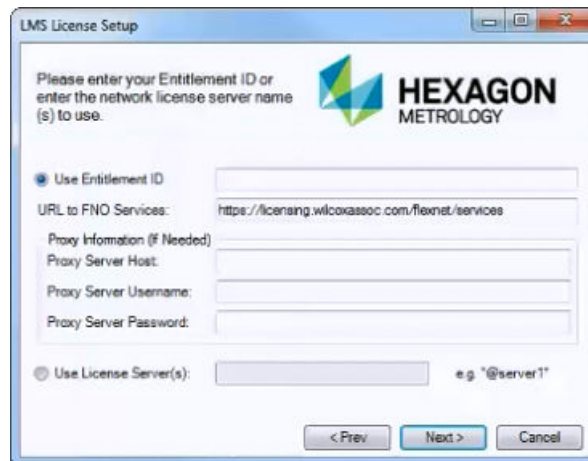 LMS License Setup
Please enter your Entitlement ID or
enter the network license server name
(s) to use.
HEXAGON
METROLOGY
Use Entitlement ID
URL to FNO Services: https://licensing.wilcoxassoc.com/flexnet/services
Proxy Information (If Needed)
Proxy Server Host:
Proxy Server Username:
Proxy Server Password:
Use License Server(s): e.g. "@server1"
< Prev Next > Cancel